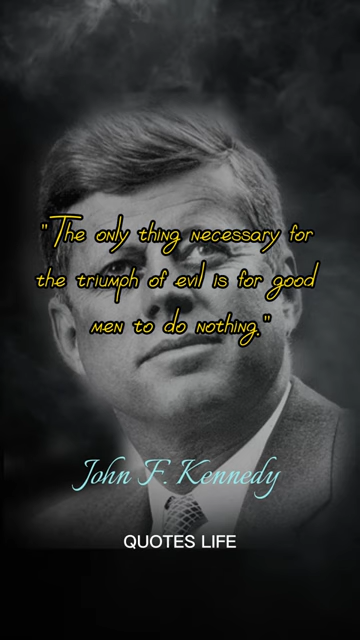 "The only thing necessary for
the triumph of evil is for good
men to do nothing."
John F. Kennedy
QUOTES LIFE